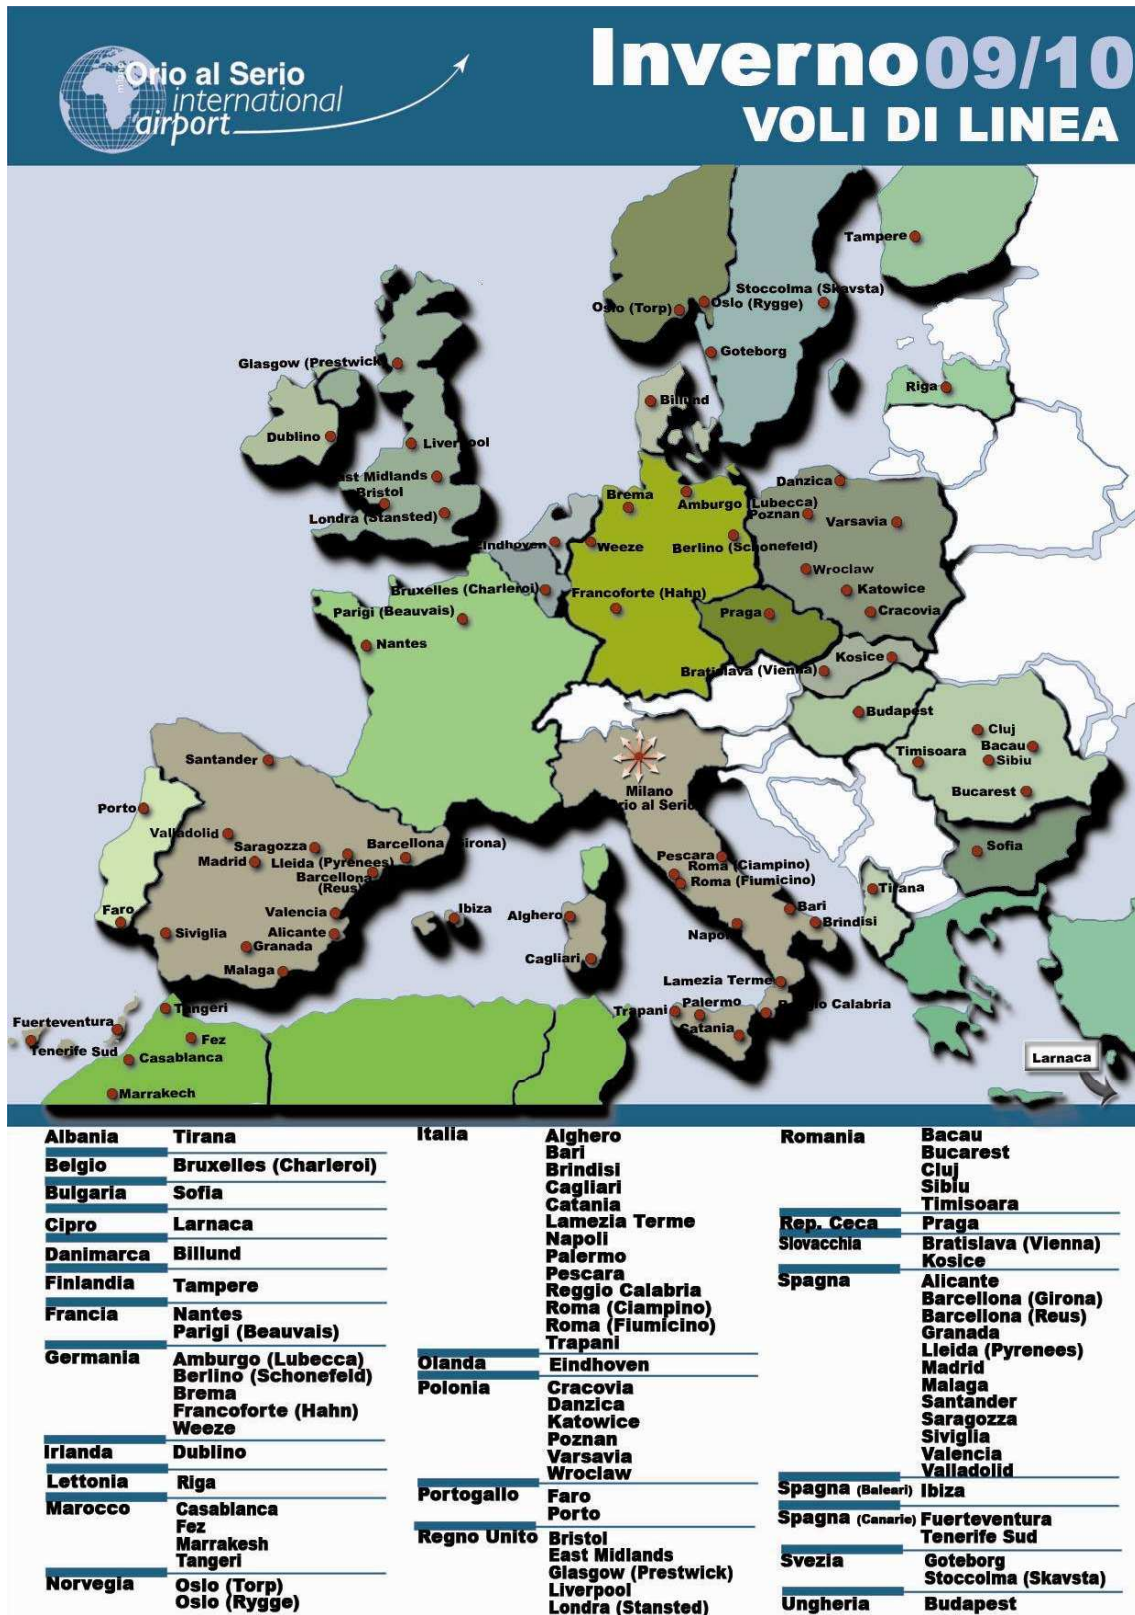 milano
Orio al Serio
international
airport
Inverno 09/10
VOLI DI LINEA
Tampere
Stoccolma (Skavsta)
Oslo (Torp)
Oslo (Rygge)
Goteborg
Glasgow (Prestwick)
Riga
Billund
Dublino
Liverpool
East Midlands
Bristol
Londra (Stansted)
Danzica
Brema
Amburgo (Lubecca)
Poznan
Varsavia
Eindhoven
Weeze
Berlino (Schonefeld)
Wroclaw
Bruxelles (Charleroi)
Francoforte (Hahn)
Katowice
Parigi (Beauvais)
Praga
Cracovia
Nantes
Kosice
Bratislava (Vienna)
Budapest
Cluj
Bacau
Timisoara
Sibiu
Santander
Milano
Orio al Serio
Bucarest
Porto
Valladolid
Saragozza
Barcellona (Girona)
Madrid
Lleida (Pyrenees)
Barcellona
(Reus)
Pescara
Roma (Ciampino)
Roma (Fiumicino)
Sofia
Tirana
Faro
Valencia
Ibiza
Alghero
Bari
Brindisi
Siviglia
Alicante
Granada
Napoli
Malaga
Cagliari
Lamezia Terme
Tangeri
Trapani
Palermo
Reggio Calabria
Fuerteventura
Catania
Fez
Tenerife Sud
Casablanca
Larnaca
Marrakech
Albania Tirana
Belgio Bruxelles (Charleroi)
Bulgaria Sofia
Cipro Larnaca
Danimarca Billund
Finlandia Tampere
Francia Nantes
Parigi (Beauvais)
Germania Amburgo (Lubecca)
Berlino (Schonefeld)
Brema
Francoforte (Hahn)
Weeze
Irlanda Dublino
Lettonia Riga
Marocco Casablanca
Fez
Marrakesh
Tangeri
Norvegia Oslo (Torp)
Oslo (Rygge)
Italia Alghero
Bari
Brindisi
Cagliari
Catania
Lamezia Terme
Napoli
Palermo
Pescara
Reggio Calabria
Roma (Ciampino)
Roma (Fiumicino)
Trapani
Olanda Eindhoven
Polonia Cracovia
Danzica
Katowice
Poznan
Varsavia
Wroclaw
Portogallo Faro
Porto
Regno Unito Bristol
East Midlands
Glasgow (Prestwick)
Liverpool
Londra (Stansted)
Romania Bacau
Bucarest
Cluj
Sibiu
Timisoara
Rep. Ceca Praga
Slovacchia Bratislava (Vienna)
Kosice
Spagna Alicante
Barcellona (Girona)
Barcellona (Reus)
Granada
Lleida (Pyrenees)
Madrid
Malaga
Santander
Saragozza
Siviglia
Valencia
Valladolid
Spagna (Baleari) Ibiza
Spagna (Canarie) Fuerteventura
Tenerife Sud
Svezia Goteborg
Stoccolma (Skavsta)
Ungheria Budapest